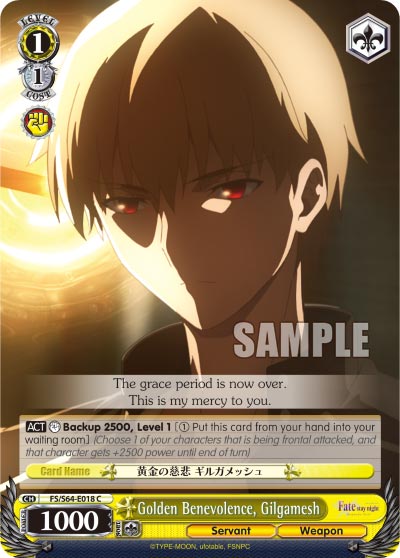 LEVEL
1
1
COST
SAMPLE
The grace period is now over.
This is my mercy to you.
ACT Backup 2500, Level 1 [① Put this card from your hand into your
waiting room] (Choose 1 of your characters that is being frontal attacked, and
that character gets +2500 power until end of turn)
Card Name 黄金の慈悲 ギルガメッシュ
CH FS/S64-E018 C
POWER 1000
Golden Benevolence, Gilgamesh
Fate/stay night
Servant Weapon
©TYPE-MOON, ufotable, FSNPC